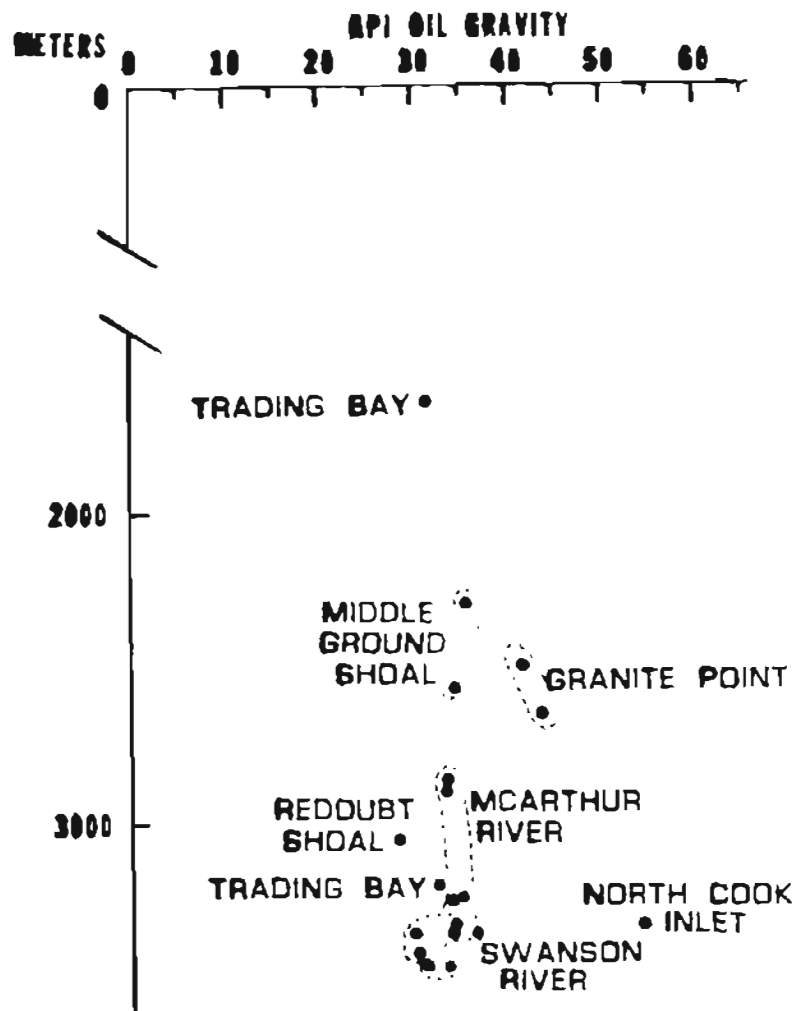 API OIL GRAVITY
METERS
0 10 20 30 40 50 60
0
TRADING BAY
2000
MIDDLE
GROUND
SHOAL
GRANITE POINT
3000
REDOUBT
SHOAL
MCARTHUR
RIVER
TRADING BAY
NORTH COOK
INLET
SWANSON
RIVER